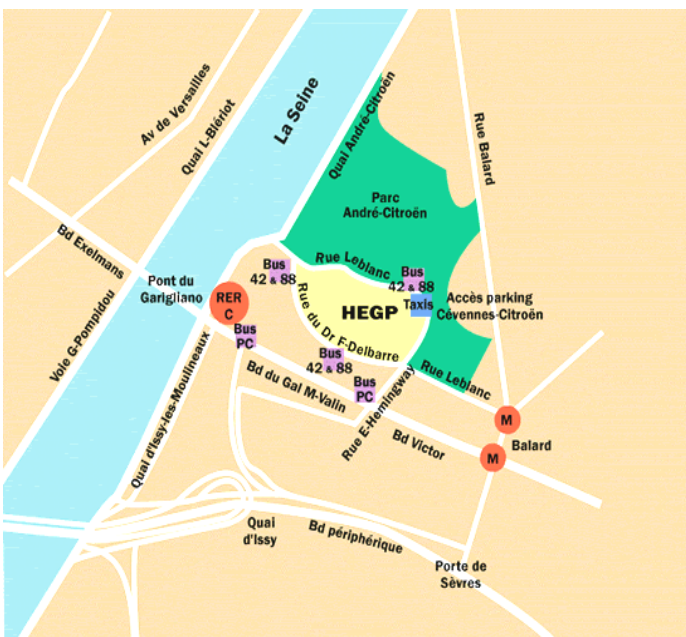 La Seine
Av de Versailles
Quai L-Blériot
Quai André-Citroën
Rue Balard
Parc
André-Citroën
Bd Exelmans
Rue Leblanc
Bus
42 & 88
Bus
42 & 88
Taxis
Pont du
Garigliano
RER
C
HEGP
Accès parking
Cévennes-Citroën
Voie G-Pompidou
Rue du Dr F-Delbarre
Bus
PC
Bus
42 & 88
Bd du Gal M-Valin
Bus
PC
Rue Leblanc
Quai d'Issy-les-Moulineaux
Rue E-Hemingway
Bd Victor
M
Balard
M
Quai
d'Issy
Bd périphérique
Porte de
Sèvres